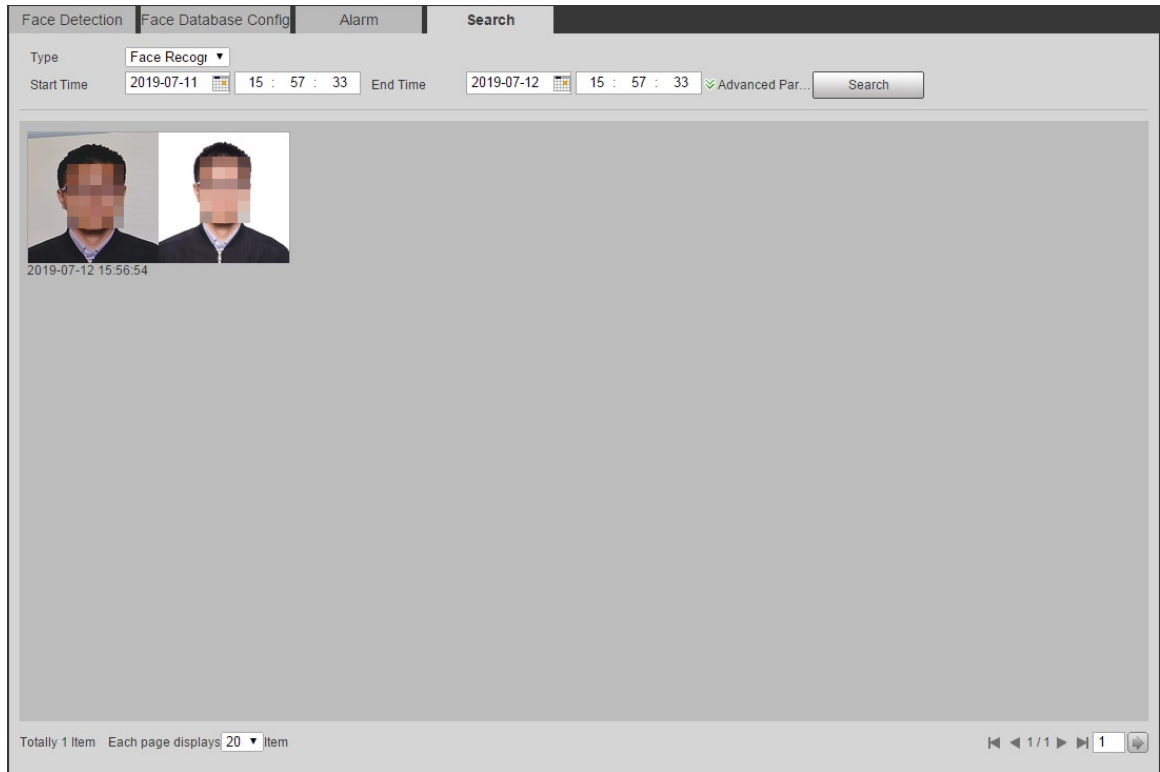 Face Detection Face Database Config Alarm Search
Type Face Recogr
Start Time 2019-07-11 15 : 57 : 33 End Time 2019-07-12 15 : 57 : 33 Advanced Par... Search
2019-07-12 15:56:54
Totally 1 Item Each page displays 20 Item 1 / 1 1